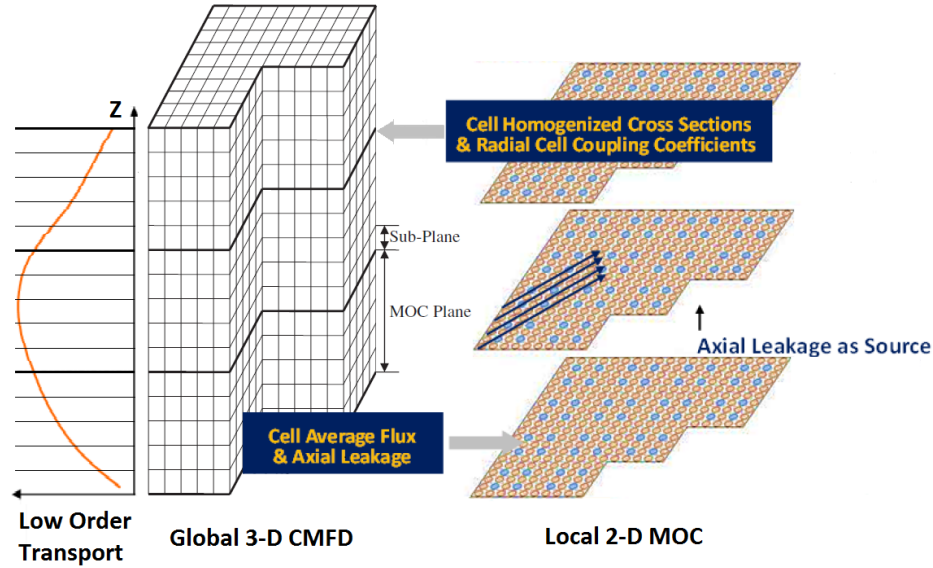 Z
Cell Homogenized Cross Sections
& Radial Cell Coupling Coefficients
Sub-Plane
MOC Plane
Axial Leakage as Source
Cell Average Flux
& Axial Leakage
Low Order
Transport
Global 3-D CMFD
Local 2-D MOC